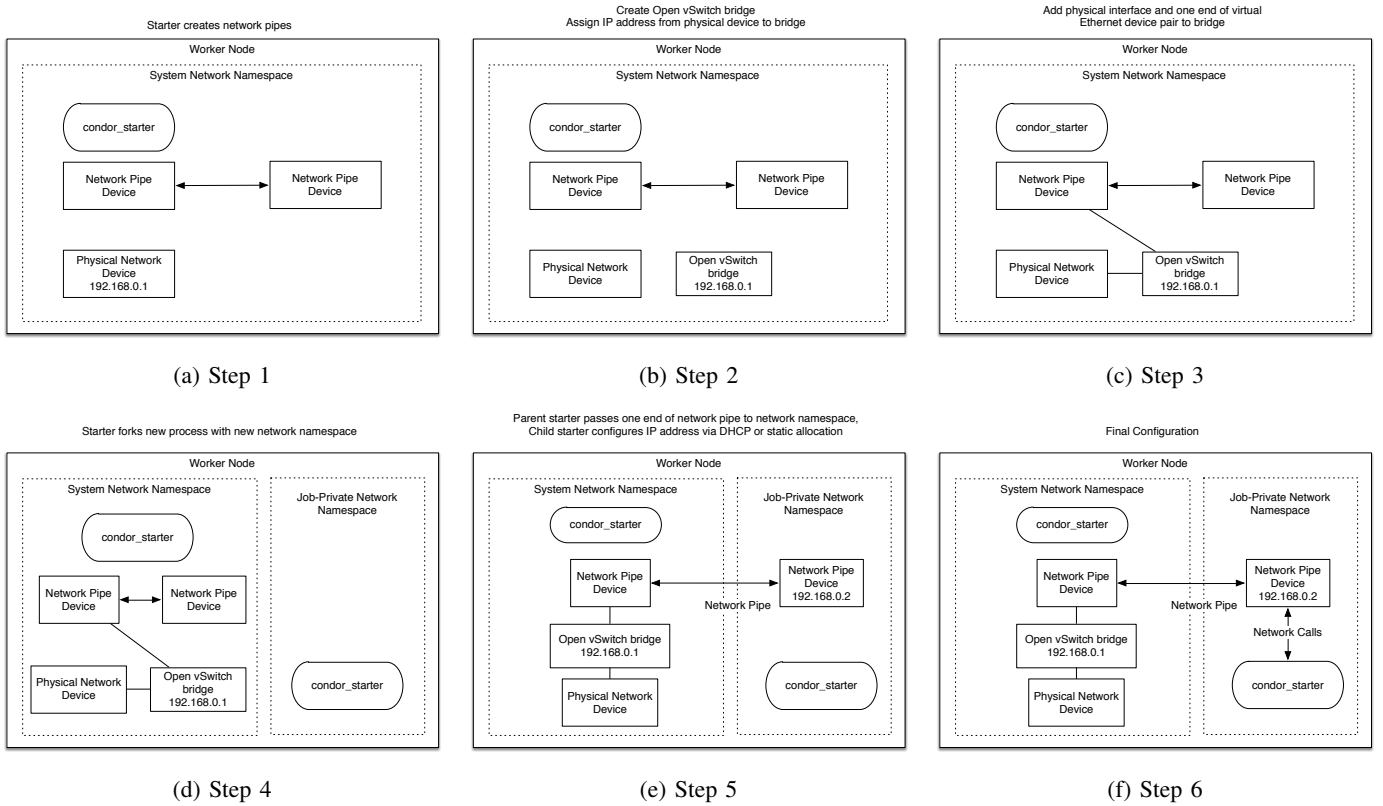 Starter creates network pipes
Worker Node
System Network Namespace
condor_starter
Network Pipe
Device
Network Pipe
Device
Physical Network
Device
192.168.0.1
(a) Step 1
Create Open vSwitch bridge
Assign IP address from physical device to bridge
Worker Node
System Network Namespace
condor_starter
Network Pipe
Device
Network Pipe
Device
Physical Network
Device
Open vSwitch
bridge
192.168.0.1
(b) Step 2
Add physical interface and one end of virtual
Ethernet device pair to bridge
Worker Node
System Network Namespace
condor_starter
Network Pipe
Device
Network Pipe
Device
Physical Network
Device
Open vSwitch
bridge
192.168.0.1
(c) Step 3
Starter forks new process with new network namespace
Worker Node
System Network Namespace
condor_starter
Network Pipe
Device
Network Pipe
Device
Physical Network
Device
Open vSwitch
bridge
192.168.0.1
Job-Private Network
Namespace
condor_starter
(d) Step 4
Parent starter passes one end of network pipe to network namespace,
Child starter configures IP address via DHCP or static allocation
Worker Node
System Network Namespace
condor_starter
Network Pipe
Device
Open vSwitch bridge
192.168.0.1
Physical Network
Device
Network Pipe
Job-Private Network
Namespace
Network Pipe
Device
192.168.0.2
condor_starter
(e) Step 5
Final Configuration
Worker Node
System Network Namespace
condor_starter
Network Pipe
Device
Open vSwitch bridge
192.168.0.1
Physical Network
Device
Network Pipe
Job-Private Network
Namespace
Network Pipe
Device
192.168.0.2
Network Calls
condor_starter
(f) Step 6